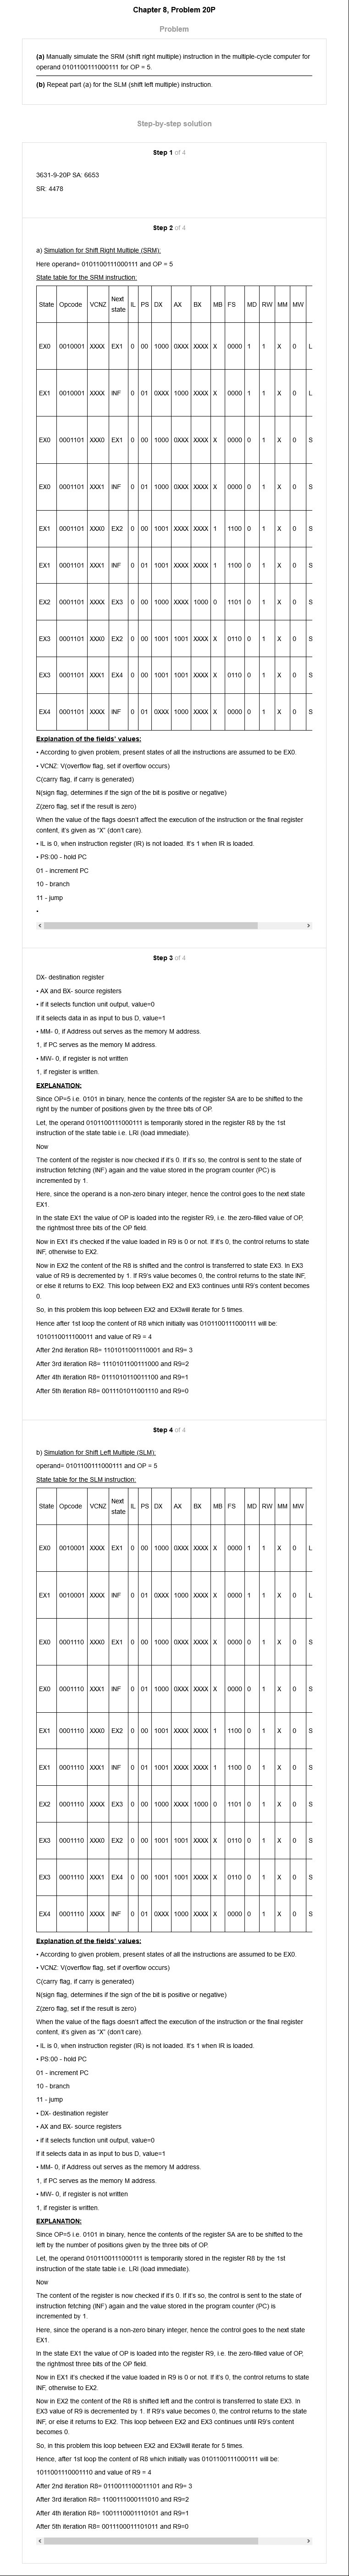 Chapter 8, Problem 20P
Problem
(a) Manually simulate the SRM (shift right multiple) instruction in the multiple-cycle computer for
operand 0101100111000111 for OP = 5.
(b) Repeat part (a) for the SLM (shift left multiple) instruction.
Step-by-step solution
Step 1 of 4
3631-9-20P SA: 6653
SR: 4478
Step 2 of 4
a) Simulation for Shift Right Multiple (SRM):
Here operand= 0101100111000111 and OP = 5
State table for the SRM instruction:
State Opcode VCNZ Next state IL PS DX AX BX MB FS MD RW MM MW
EX0 0010001 XXXX EX1 0 00 1000 0XXX XXXX X 0000 1 1 X 0 L
EX1 0010001 XXXX INF 0 01 0XXX 1000 XXXX X 0000 1 1 X 0 L
EX0 0001101 XXX0 EX1 0 00 1000 0XXX XXXX X 0000 0 1 X 0 S
EX0 0001101 XXX1 INF 0 01 1000 0XXX XXXX X 0000 0 1 X 0 S
EX1 0001101 XXX0 EX2 0 00 1001 XXXX XXXX 1 1100 0 1 X 0 S
EX1 0001101 XXX1 INF 0 01 1001 XXXX XXXX 1 1100 0 1 X 0 S
EX2 0001101 XXXX EX3 0 00 1000 XXXX 1000 0 1101 0 1 X 0 S
EX3 0001101 XXX0 EX2 0 00 1001 1001 XXXX X 0110 0 1 X 0 S
EX3 0001101 XXX1 EX4 0 00 1001 1001 XXXX X 0110 0 1 X 0 S
EX4 0001101 XXXX INF 0 01 0XXX 1000 XXXX X 0000 0 1 X 0 S
Explanation of the fields' values:
• According to given problem, present states of all the instructions are assumed to be EX0.
• VCNZ: V(overflow flag, set if overflow occurs)
C(carry flag, if carry is generated)
N(sign flag, determines if the sign of the bit is positive or negative)
Z(zero flag, set if the result is zero)
When the value of the flags doesn't affect the execution of the instruction or the final register
content, it's given as "X" (don't care).
• IL is 0, when instruction register (IR) is not loaded. It's 1 when IR is loaded.
• PS:00 - hold PC
01 - increment PC
10 - branch
11 - jump
•
Step 3 of 4
DX- destination register
• AX and BX- source registers
• if it selects function unit output, value=0
If it selects data in as input to bus D, value=1
• MM- 0, if Address out serves as the memory M address.
1, if PC serves as the memory M address.
• MW- 0, if register is not written
1, if register is written.
EXPLANATION:
Since OP=5 i.e. 0101 in binary, hence the contents of the register SA are to be shifted to the
right by the number of positions given by the three bits of OP.
Let, the operand 0101100111000111 is temporarily stored in the register R8 by the 1st
instruction of the state table i.e. LRI (load immediate).
Now
The content of the register is now checked if it's 0. If it's so, the control is sent to the state of
instruction fetching (INF) again and the value stored in the program counter (PC) is
incremented by 1.
Here, since the operand is a non-zero binary integer, hence the control goes to the next state
EX1.
In the state EX1 the value of OP is loaded into the register R9, i.e. the zero-filled value of OP,
the rightmost three bits of the OP field.
Now in EX1 it's checked if the value loaded in R9 is 0 or not. If it's 0, the control returns to state
INF, otherwise to EX2.
Now in EX2 the content of the R8 is shifted and the control is transferred to state EX3. In EX3
value of R9 is decremented by 1. If R9's value becomes 0, the control returns to the state INF,
or else it returns to EX2. This loop between EX2 and EX3 continues until R9's content becomes
0.
So, in this problem this loop between EX2 and EX3will iterate for 5 times.
Hence after 1st loop the content of R8 which initially was 0101100111000111 will be:
1010110011100011 and value of R9 = 4
After 2nd iteration R8= 1101011001110001 and R9= 3
After 3rd iteration R8= 1110101100111000 and R9=2
After 4th iteration R8= 0111010110011100 and R9=1
After 5th iteration R8= 0011101011001110 and R9=0
Step 4 of 4
b) Simulation for Shift Left Multiple (SLM):
operand= 0101100111000111 and OP = 5
State table for the SLM instruction:
State Opcode VCNZ Next state IL PS DX AX BX MB FS MD RW MM MW
EX0 0010001 XXXX EX1 0 00 1000 0XXX XXXX X 0000 1 1 X 0 L
EX1 0010001 XXXX INF 0 01 0XXX 1000 XXXX X 0000 1 1 X 0 L
EX0 0001110 XXX0 EX1 0 00 1000 0XXX XXXX X 0000 0 1 X 0 S
EX0 0001110 XXX1 INF 0 01 1000 0XXX XXXX X 0000 0 1 X 0 S
EX1 0001110 XXX0 EX2 0 00 1001 XXXX XXXX 1 1100 0 1 X 0 S
EX1 0001110 XXX1 INF 0 01 1001 XXXX XXXX 1 1100 0 1 X 0 S
EX2 0001110 XXXX EX3 0 00 1000 XXXX 1000 0 1101 0 1 X 0 S
EX3 0001110 XXX0 EX2 0 00 1001 1001 XXXX X 0110 0 1 X 0 S
EX3 0001110 XXX1 EX4 0 00 1001 1001 XXXX X 0110 0 1 X 0 S
EX4 0001110 XXXX INF 0 01 0XXX 1000 XXXX X 0000 0 1 X 0 S
Explanation of the fields' values:
• According to given problem, present states of all the instructions are assumed to be EX0.
• VCNZ: V(overflow flag, set if overflow occurs)
C(carry flag, if carry is generated)
N(sign flag, determines if the sign of the bit is positive or negative)
Z(zero flag, set if the result is zero)
When the value of the flags doesn't affect the execution of the instruction or the final register
content, it's given as "X" (don't care).
• IL is 0, when instruction register (IR) is not loaded. It's 1 when IR is loaded.
• PS:00 - hold PC
01 - increment PC
10 - branch
11 - jump
• DX- destination register
• AX and BX- source registers
• if it selects function unit output, value=0
If it selects data in as input to bus D, value=1
• MM- 0, if Address out serves as the memory M address.
1, if PC serves as the memory M address.
• MW- 0, if register is not written
1, if register is written.
EXPLANATION:
Since OP=5 i.e. 0101 in binary, hence the contents of the register SA are to be shifted to the
left by the number of positions given by the three bits of OP.
Let, the operand 0101100111000111 is temporarily stored in the register R8 by the 1st
instruction of the state table i.e. LRI (load immediate).
Now
The content of the register is now checked if it's 0. If it's so, the control is sent to the state of
instruction fetching (INF) again and the value stored in the program counter (PC) is
incremented by 1.
Here, since the operand is a non-zero binary integer, hence the control goes to the next state
EX1.
In the state EX1 the value of OP is loaded into the register R9, i.e. the zero-filled value of OP,
the rightmost three bits of the OP field.
Now in EX1 it's checked if the value loaded in R9 is 0 or not. If it's 0, the control returns to state
INF, otherwise to EX2.
Now in EX2 the content of the R8 is shifted left and the control is transferred to state EX3. In
EX3 value of R9 is decremented by 1. If R9's value becomes 0, the control returns to the state
INF, or else it returns to EX2. This loop between EX2 and EX3 continues until R9's content
becomes 0.
So, in this problem this loop between EX2 and EX3will iterate for 5 times.
Hence, after 1st loop the content of R8 which initially was 0101100111000111 will be:
1011001110001110 and value of R9 = 4
After 2nd iteration R8= 0110011100011101 and R9= 3
After 3rd iteration R8= 1100111000111010 and R9=2
After 4th iteration R8= 1001110001110101 and R9=1
After 5th iteration R8= 0011100011101011 and R9=0